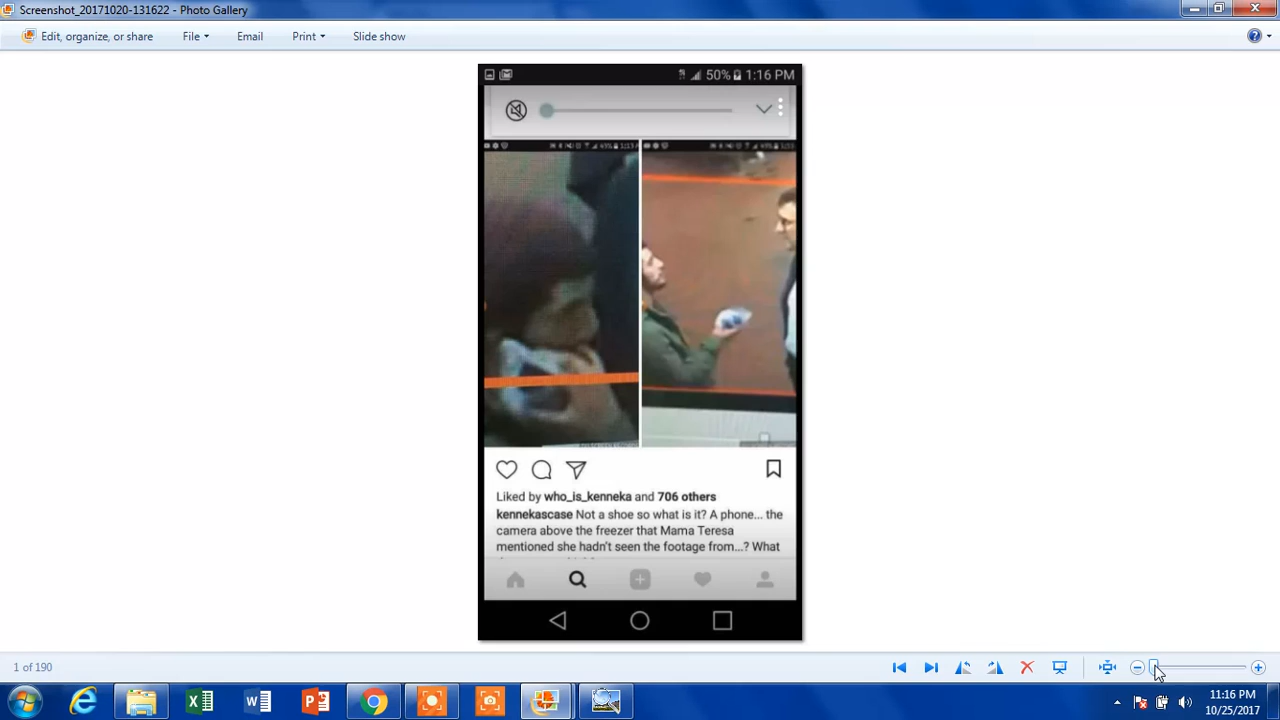 Screenshot_20171020-131622 - Photo Gallery
Edit, organize, or share File Email Print Slide show
50% 1:16 PM
Liked by who_is_kenneka and 706 others
kennekascase Not a shoe so what is it? A phone... the
camera above the freezer that Mama Teresa
mentioned she hadn't seen the footage from...? What
1 of 190
11:16 PM
10/25/2017